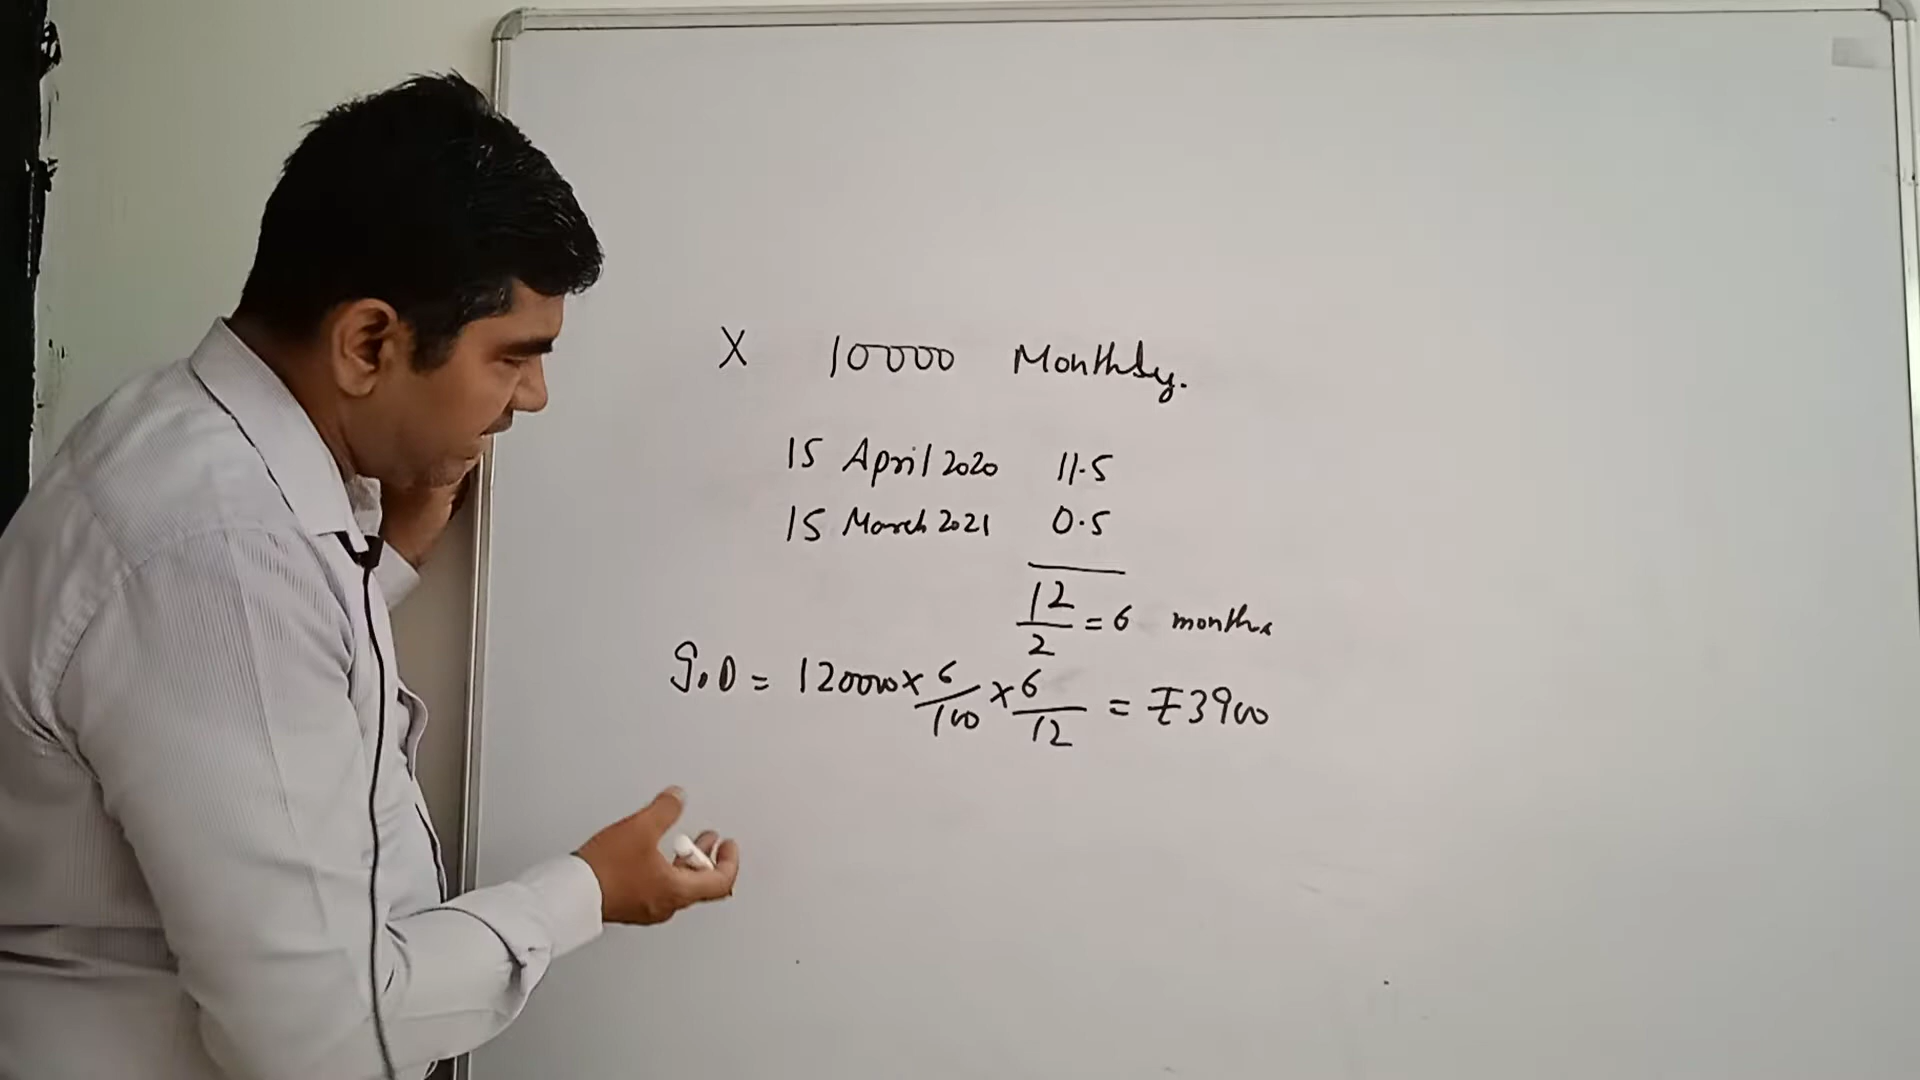 X 10000 Monthly.
15 April 2020 11.5
15 March 2021 0.5
12/2 = 6 months
I.O.D = 120000 × 6/100 × 6/12 = ₹3900